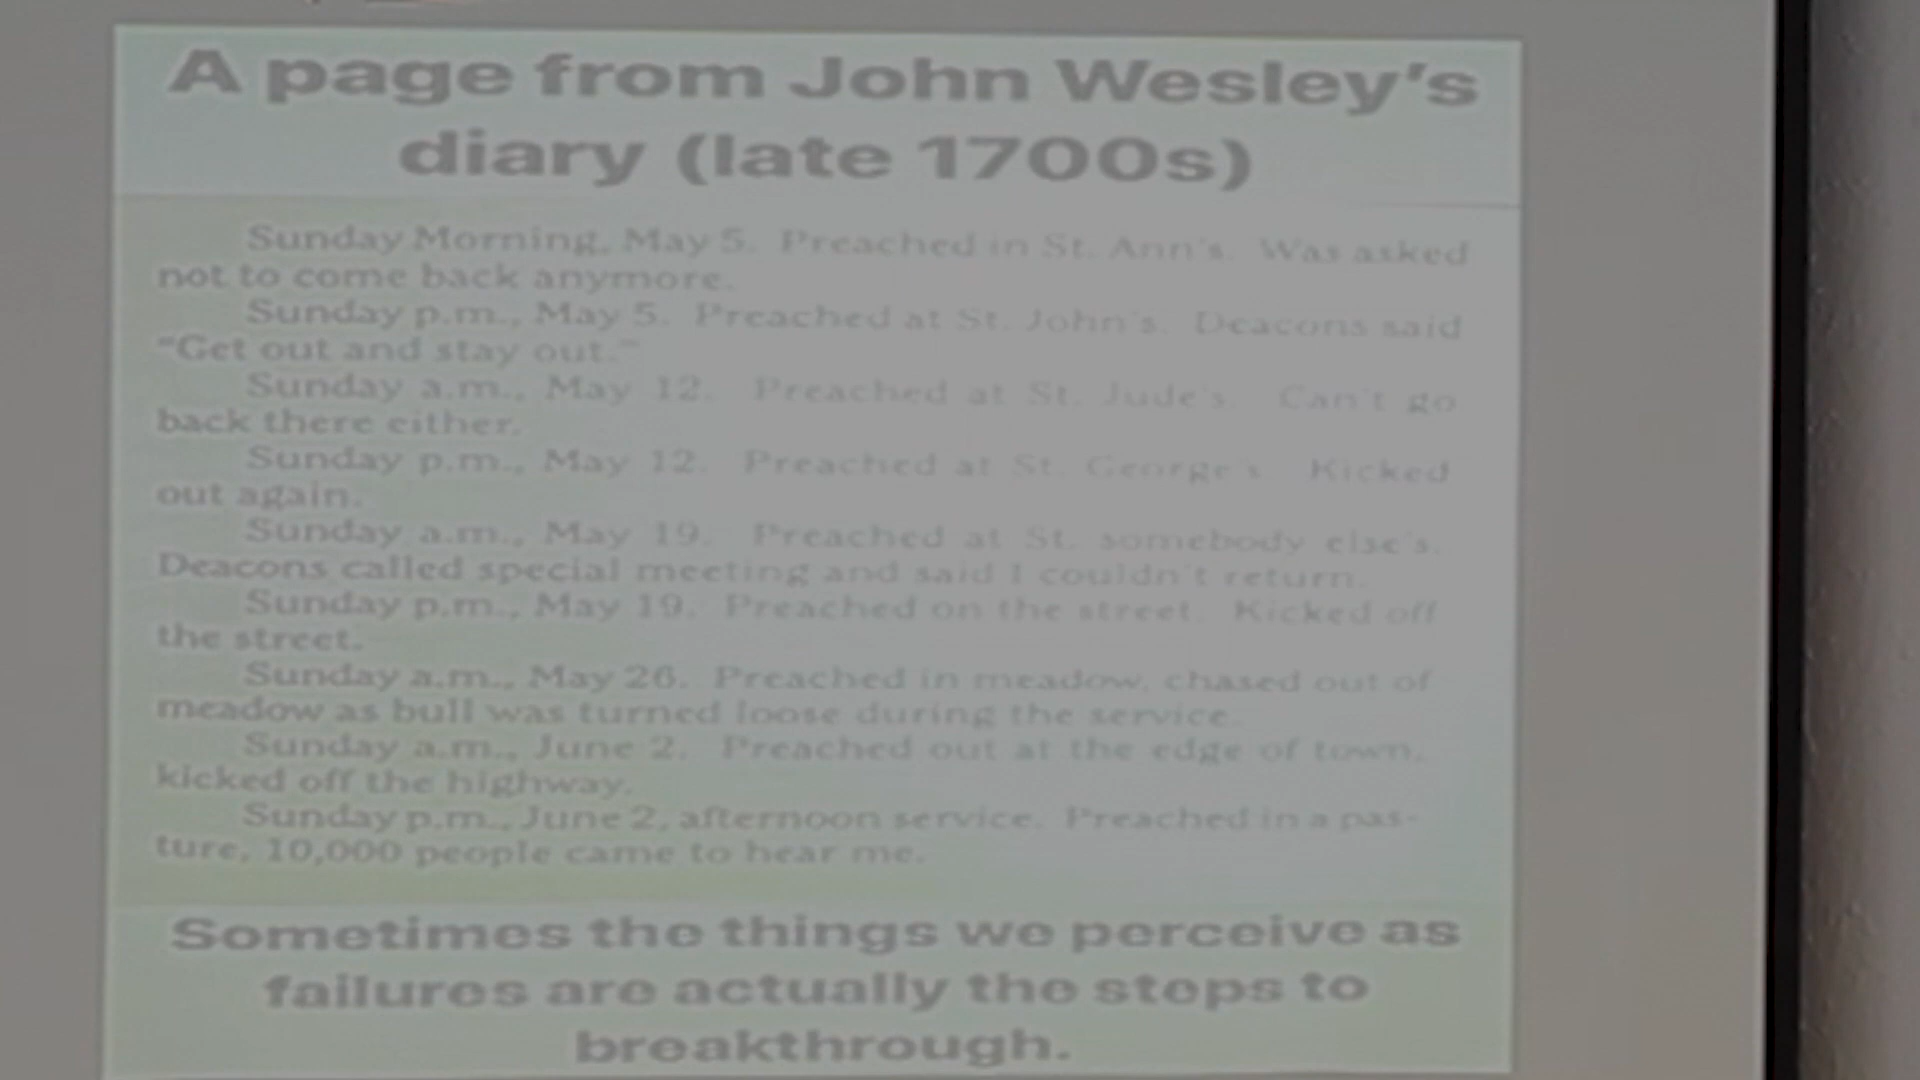 A page from John Wesley's
diary (late 1700s)
Sunday Morning, May 5. Preached in St. Ann's. Was asked
not to come back anymore.
Sunday p.m., May 5. Preached at St. John's. Deacons said
"Get out and stay out."
Sunday a.m., May 12. Preached at St. Jude's. Can't go
back there either.
Sunday p.m., May 12. Preached at St. George's. Kicked
out again.
Sunday a.m., May 19. Preached at St. somebody else's.
Deacons called special meeting and said I couldn't return.
Sunday p.m., May 19. Preached on the street. Kicked off
the street.
Sunday a.m., May 26. Preached in meadow, chased out of
meadow as bull was turned loose during the service.
Sunday a.m., June 2. Preached out at the edge of town,
kicked off the highway.
Sunday p.m., June 2, afternoon service. Preached in a pas-
ture, 10,000 people came to hear me.
Sometimes the things we perceive as
failures are actually the steps to
breakthrough.